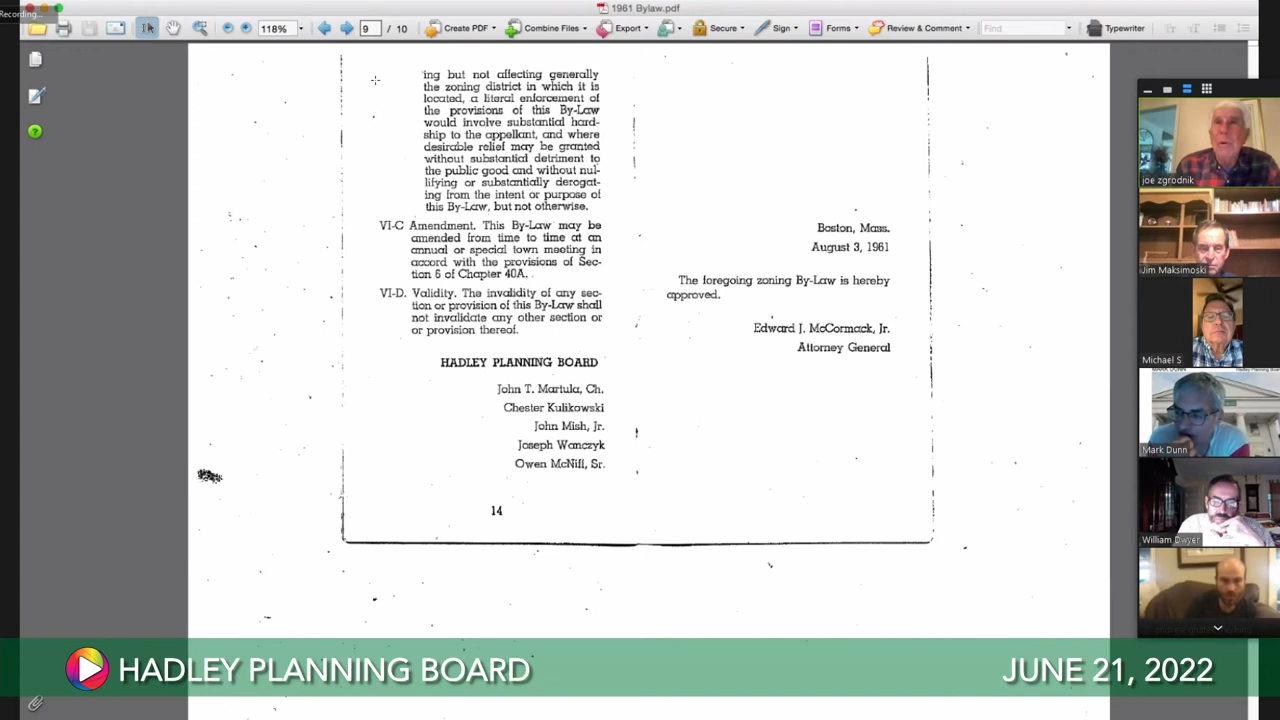 Recording...
1961 Bylaw.pdf
118%
9 / 10
Create PDF
Combine Files
Export
Secure
Sign
Forms
Review & Comment
Find
Typewriter
ing but not affecting generally
the zoning district in which it is
located, a literal enforcement of
the provisions of this By-Law
would involve substantial hard-
ship to the appellant, and where
desirable relief may be granted
without substantial detriment to
the public good and without nul-
lifying or substantially derogat-
ing from the intent or purpose of
this By-Law, but not otherwise.
VI-C Amendment. This By-Law may be
amended from time to time at an
annual or special town meeting in
accord with the provisions of Sec-
tion 6 of Chapter 40A.
VI-D. Validity. The invalidity of any sec-
tion or provision of this By-Law shall
not invalidate any other section or
or provision thereof.
HADLEY PLANNING BOARD
John T. Martula, Ch.
Chester Kulikowski
John Mish, Jr.
Joseph Wanczyk
Owen McNiff, Sr.
14
Boston, Mass.
August 3, 1961
The foregoing zoning By-Law is hereby
approved.
Edward J. McCormack, Jr.
Attorney General
joe zgrodnik
Jim Maksimoski
Michael S
MARK DUNN
Mark Dunn
William Dwyer
HADLEY PLANNING BOARD
JUNE 21, 2022